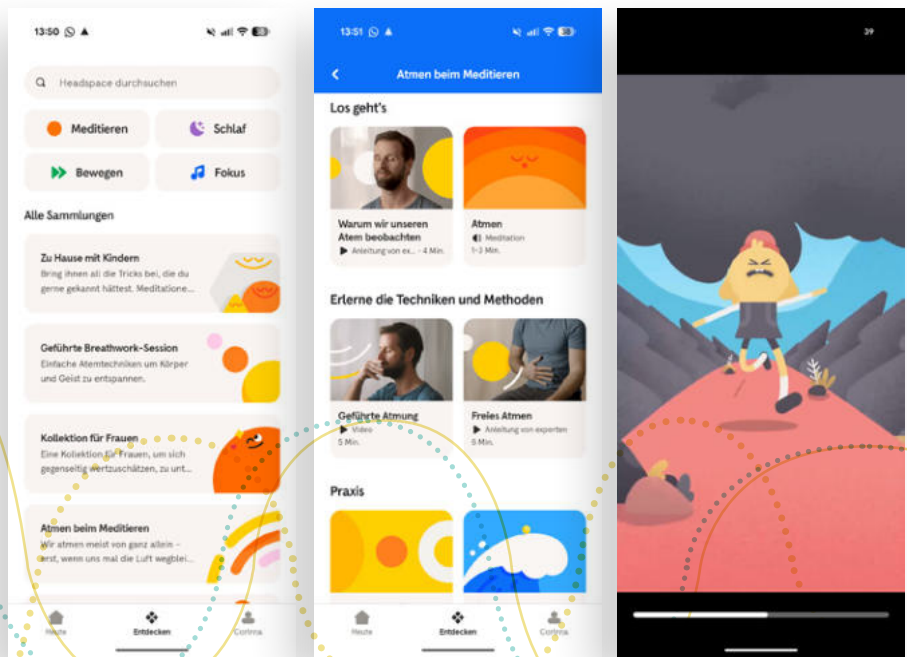 13:50
Headspace durchsuchen
Meditieren
Schlaf
Bewegen
Fokus
Alle Sammlungen
Zu Hause mit Kindern
Bring ihnen all die Tricks bei, die du
gerne gekannt hättest. Meditatione...
Geführte Breathwork-Session
Einfache Atemtechniken um Körper
und Geist zu entspannen.
Kollektion für Frauen
Eine Kollektion für Frauen, um sich
gegenseitig wertzuschätzen, zu unt...
Atmen beim Meditieren
Wir atmen meist von ganz allein –
erst, wenn uns mal die Luft wegblei...
Heute
Entdecken
Corinna
13:51
Atmen beim Meditieren
Los geht's
Warum wir unseren
Atem beobachten
Anleitung von ex... - 4 Min.
Atmen
Meditation
1-3 Min.
Erlerne die Techniken und Methoden
Geführte Atmung
Video
5 Min.
Freies Atmen
Anleitung von experten
Min.
Praxis
Heute
Entdecken
Corinna
39